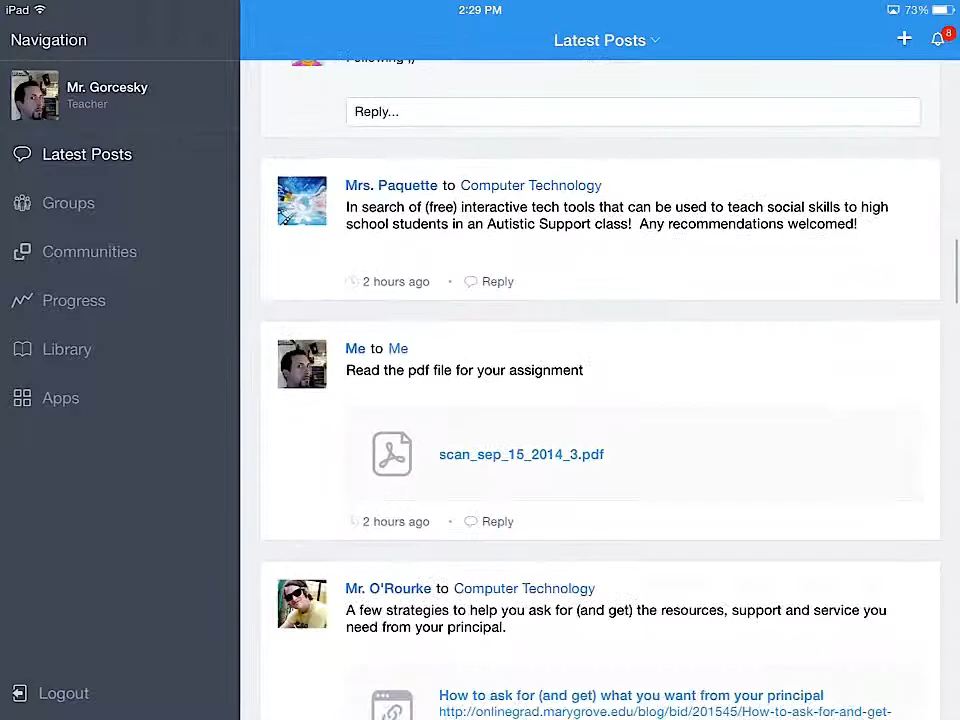 iPad
2:29 PM
73%
Navigation
Latest Posts
8
Mr. Gorcesky
Teacher
Latest Posts
Groups
Communities
Progress
Library
Apps
Logout
Reply...
Mrs. Paquette to Computer Technology
In search of (free) interactive tech tools that can be used to teach social skills to high
school students in an Autistic Support class!  Any recommendations welcomed!
2 hours ago • Reply
Me to Me
Read the pdf file for your assignment
scan_sep_15_2014_3.pdf
2 hours ago • Reply
Mr. O'Rourke to Computer Technology
A few strategies to help you ask for (and get) the resources, support and service you
need from your principal.
How to ask for (and get) what you want from your principal
http://onlinegrad.marygrove.edu/blog/bid/201545/How-to-ask-for-and-get-